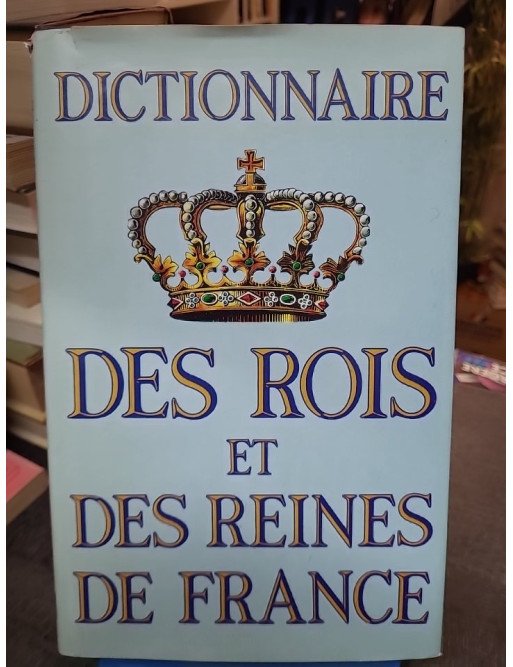 DICTIONNAIRE
DES ROIS
ET
DES REINES
DE FRANCE